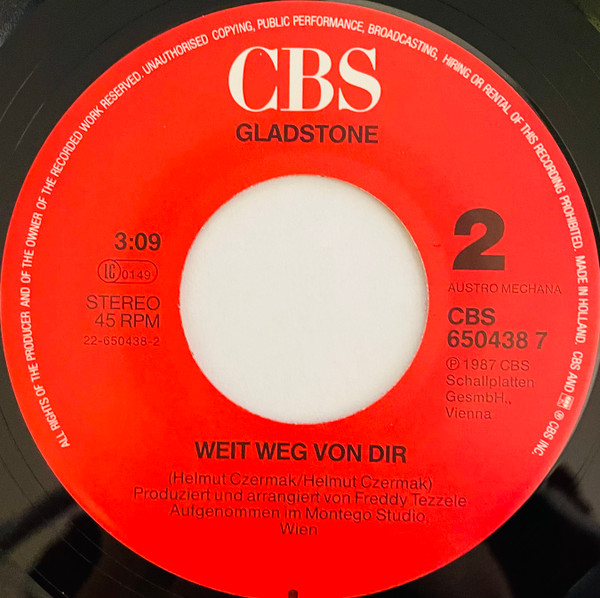 ALL RIGHTS OF THE PRODUCER AND OF THE OWNER OF THE RECORDED WORK RESERVED. UNAUTHORISED COPYING, PUBLIC PERFORMANCE, BROADCASTING, HIRING OR RENTAL OF THIS RECORDING PROHIBITED. MADE IN HOLLAND. CBS AND ® CBS INC.
CBS
GLADSTONE
3:09
LC 0149
STEREO
45 RPM
22-650438-2
2
AUSTRO MECHANA
CBS
650438 7
℗ 1987 CBS
Schallplatten
GesmbH.,
Vienna
WEIT WEG VON DIR
(Helmut Czermak/Helmut Czermak)
Produziert und arrangiert von Freddy Tezzele
Aufgenommen im Montego Studio,
Wien